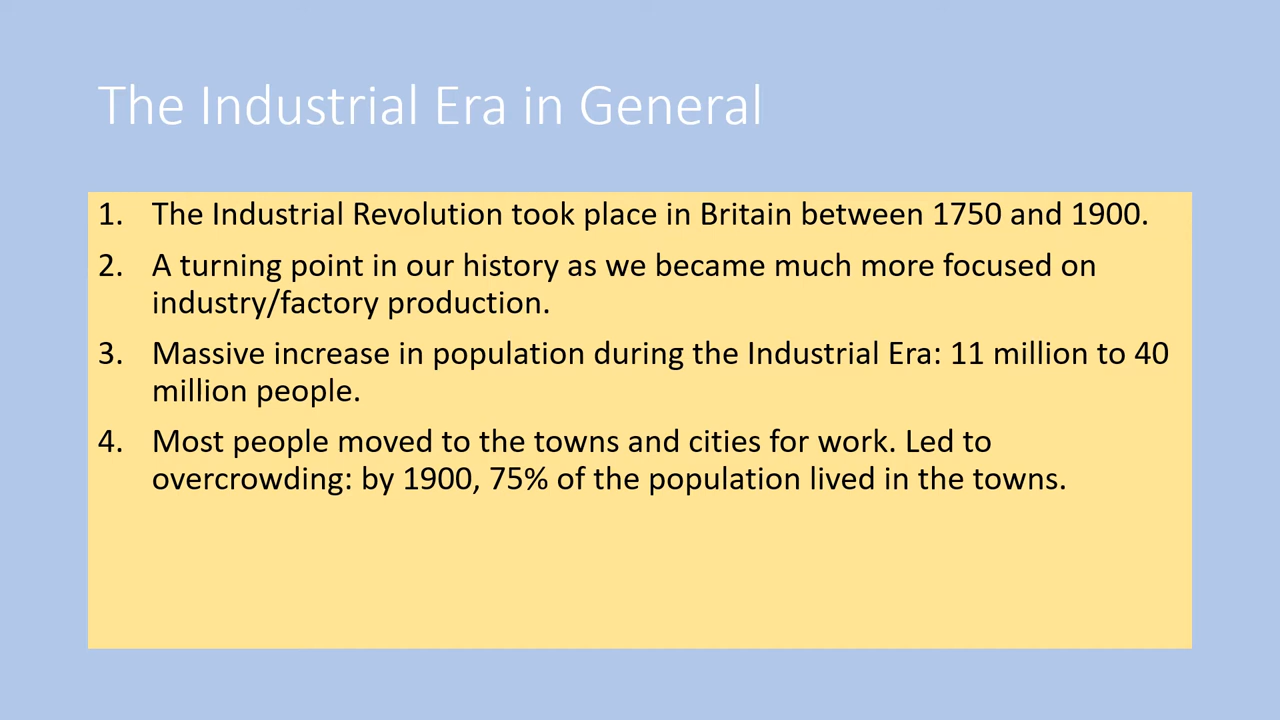 The Industrial Era in General
1. The Industrial Revolution took place in Britain between 1750 and 1900.
2. A turning point in our history as we became much more focused on
industry/factory production.
3. Massive increase in population during the Industrial Era: 11 million to 40
million people.
4. Most people moved to the towns and cities for work. Led to
overcrowding: by 1900, 75% of the population lived in the towns.